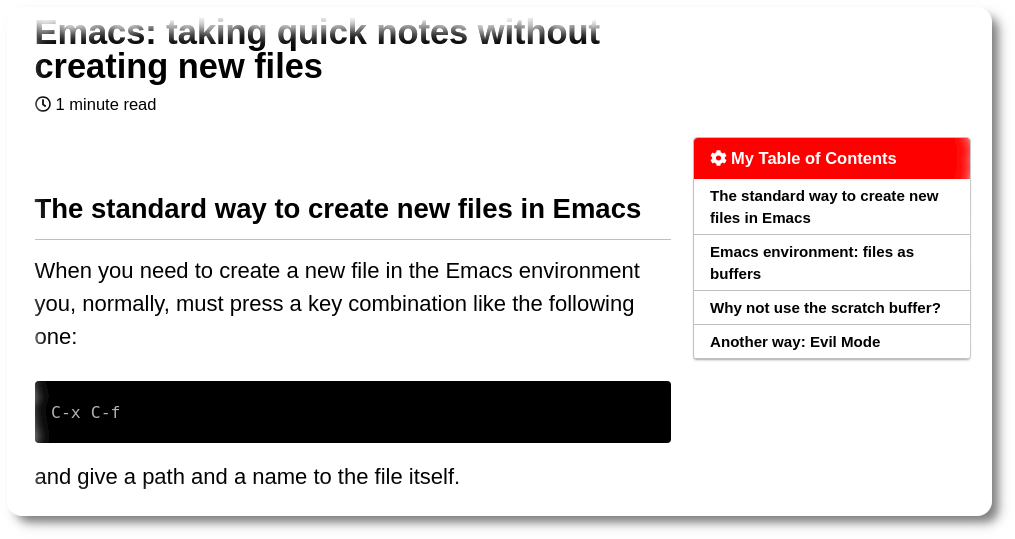 Emacs: taking quick notes without
creating new files
1 minute read
The standard way to create new files in Emacs
When you need to create a new file in the Emacs environment
you, normally, must press a key combination like the following
one:
C-x C-f
and give a path and a name to the file itself.
My Table of Contents
The standard way to create new
files in Emacs
Emacs environment: files as
buffers
Why not use the scratch buffer?
Another way: Evil Mode